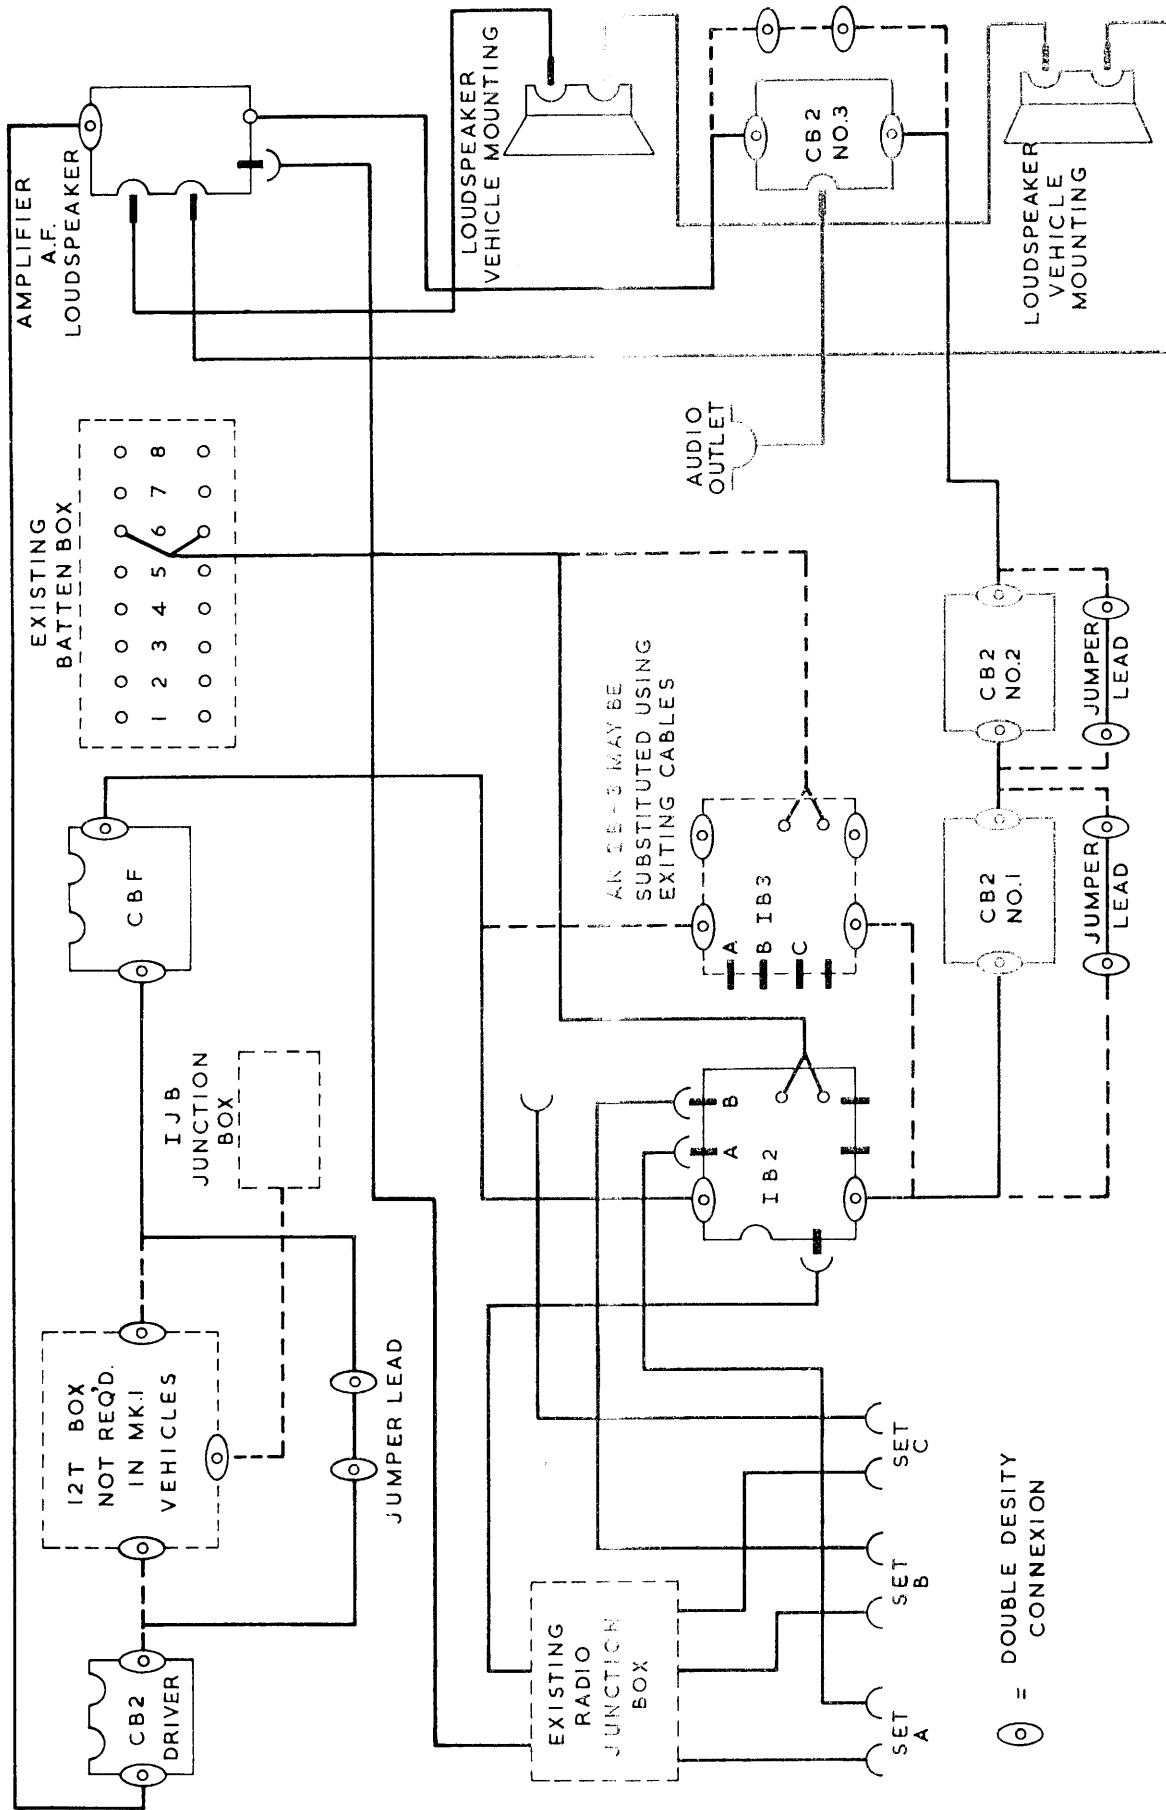 AMPLIFIER
A.F.
LOUDSPEAKER
LOUDSPEAKER
VEHICLE MOUNTING
CB2
NO.3
LOUDSPEAKER
VEHICLE
MOUNTING
EXISTING
BATTEN BOX
1 2 3 4 5 6 7 8
AUDIO
OUTLET
CBF
IJB
JUNCTION
BOX
12T BOX
NOT REQ'D.
IN MK.1
VEHICLES
JUMPER LEAD
CB2
DRIVER
AN IB-3 MAY BE
SUBSTITUTED USING
EXITING CABLES
IB3
A
B
C
IB2
A
B
CB2
NO.1
JUMPER
LEAD
CB2
NO.2
JUMPER
LEAD
EXISTING
RADIO
JUNCTION
BOX
SET
A
SET
B
SET
C
= DOUBLE DESITY
CONNEXION